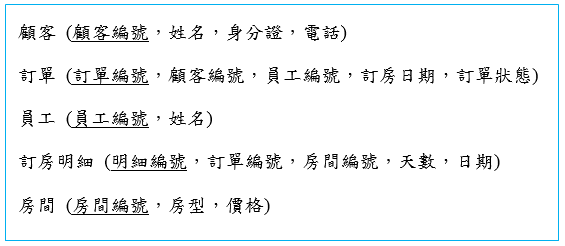 顧客 (顧客編號，姓名，身分證，電話)
訂單 (訂單編號，顧客編號，員工編號，訂房日期，訂單狀態)
員工 (員工編號，姓名)
訂房明細 (明細編號，訂單編號，房間編號，天數，日期)
房間 (房間編號，房型，價格)